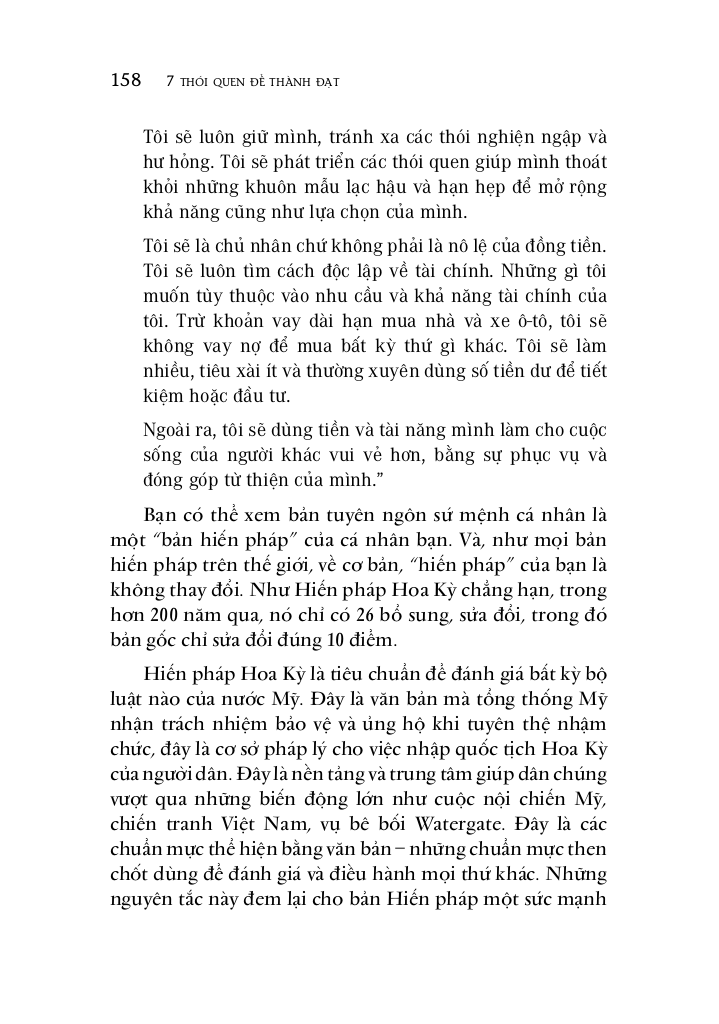 158 7 THÓI QUEN ĐỂ THÀNH ĐẠT
Tôi sẽ luôn giữ mình, tránh xa các thói nghiện ngập và
hư hỏng. Tôi sẽ phát triển các thói quen giúp mình thoát
khỏi những khuôn mẫu lạc hậu và hạn hẹp để mở rộng
khả năng cũng như lựa chọn của mình.
Tôi sẽ là chủ nhân chứ không phải là nô lệ của đồng tiền.
Tôi sẽ luôn tìm cách độc lập về tài chính. Những gì tôi
muốn tùy thuộc vào nhu cầu và khả năng tài chính của
tôi. Trừ khoản vay dài hạn mua nhà và xe ô-tô, tôi sẽ
không vay nợ để mua bất kỳ thứ gì khác. Tôi sẽ làm
nhiều, tiêu xài ít và thường xuyên dùng số tiền dư để tiết
kiệm hoặc đầu tư.
Ngoài ra, tôi sẽ dùng tiền và tài năng mình làm cho cuộc
sống của người khác vui vẻ hơn, bằng sự phục vụ và
đóng góp từ thiện của mình.”
Bạn có thể xem bản tuyên ngôn sứ mệnh cá nhân là
một “bản hiến pháp” của cá nhân bạn. Và, như mọi bản
hiến pháp trên thế giới, về cơ bản, “hiến pháp” của bạn là
không thay đổi. Như Hiến pháp Hoa Kỳ chẳng hạn, trong
hơn 200 năm qua, nó chỉ có 26 bổ sung, sửa đổi, trong đó
bản gốc chỉ sửa đổi đúng 10 điểm.
Hiến pháp Hoa Kỳ là tiêu chuẩn để đánh giá bất kỳ bộ
luật nào của nước Mỹ. Đây là văn bản mà tổng thống Mỹ
nhận trách nhiệm bảo vệ và ủng hộ khi tuyên thệ nhậm
chức, đây là cơ sở pháp lý cho việc nhập quốc tịch Hoa Kỳ
của người dân. Đây là nền tảng và trung tâm giúp dân chúng
vượt qua những biến động lớn như cuộc nội chiến Mỹ,
chiến tranh Việt Nam, vụ bê bối Watergate. Đây là các
chuẩn mực thể hiện bằng văn bản – những chuẩn mực then
chốt dùng để đánh giá và điều hành mọi thứ khác. Những
nguyên tắc này đem lại cho bản Hiến pháp một sức mạnh